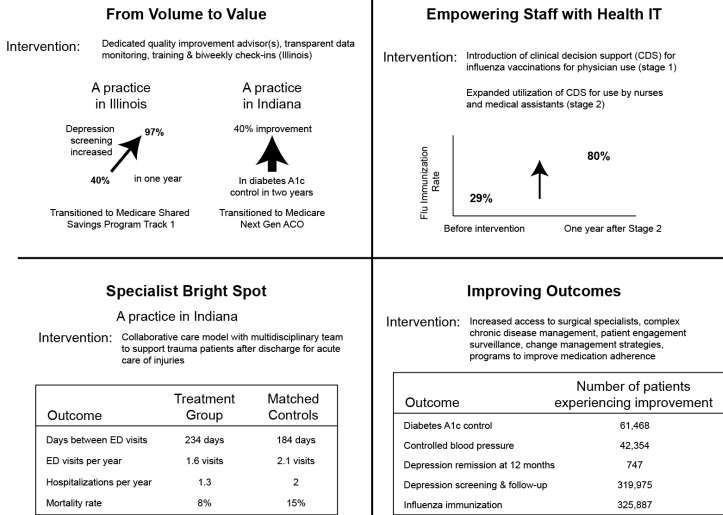 From Volume to Value
Intervention: Dedicated quality improvement advisor(s), transparent data
monitoring, training & biweekly check-ins (Illinois)
A practice
in Illinois
Depression
screening
increased
97%
40%
in one year
Transitioned to Medicare Shared
Savings Program Track 1
A practice
in Indiana
40% improvement
In diabetes A1c
control in two years
Transitioned to Medicare
Next Gen ACO
Empowering Staff with Health IT
Intervention: Introduction of clinical decision support (CDS) for
influenza vaccinations for physician use (stage 1)
Expanded utilization of CDS for use by nurses
and medical assistants (stage 2)
Flu Immunization
Rate
29%
80%
Before intervention One year after Stage 2
Specialist Bright Spot
A practice in Indiana
Intervention: Collaborative care model with multidisciplinary team
to support trauma patients after discharge for acute
care of injuries
Outcome Treatment Group Matched Controls
Days between ED visits 234 days 184 days
ED visits per year 1.6 visits 2.1 visits
Hospitalizations per year 1.3 2
Mortality rate 8% 15%
Improving Outcomes
Intervention: Increased access to surgical specialists, complex
chronic disease management, patient engagement
surveillance, change management strategies,
programs to improve medication adherence
Outcome Number of patients experiencing improvement
Diabetes A1c control 61,468
Controlled blood pressure 42,354
Depression remission at 12 months 747
Depression screening & follow-up 319,975
Influenza immunization 325,887